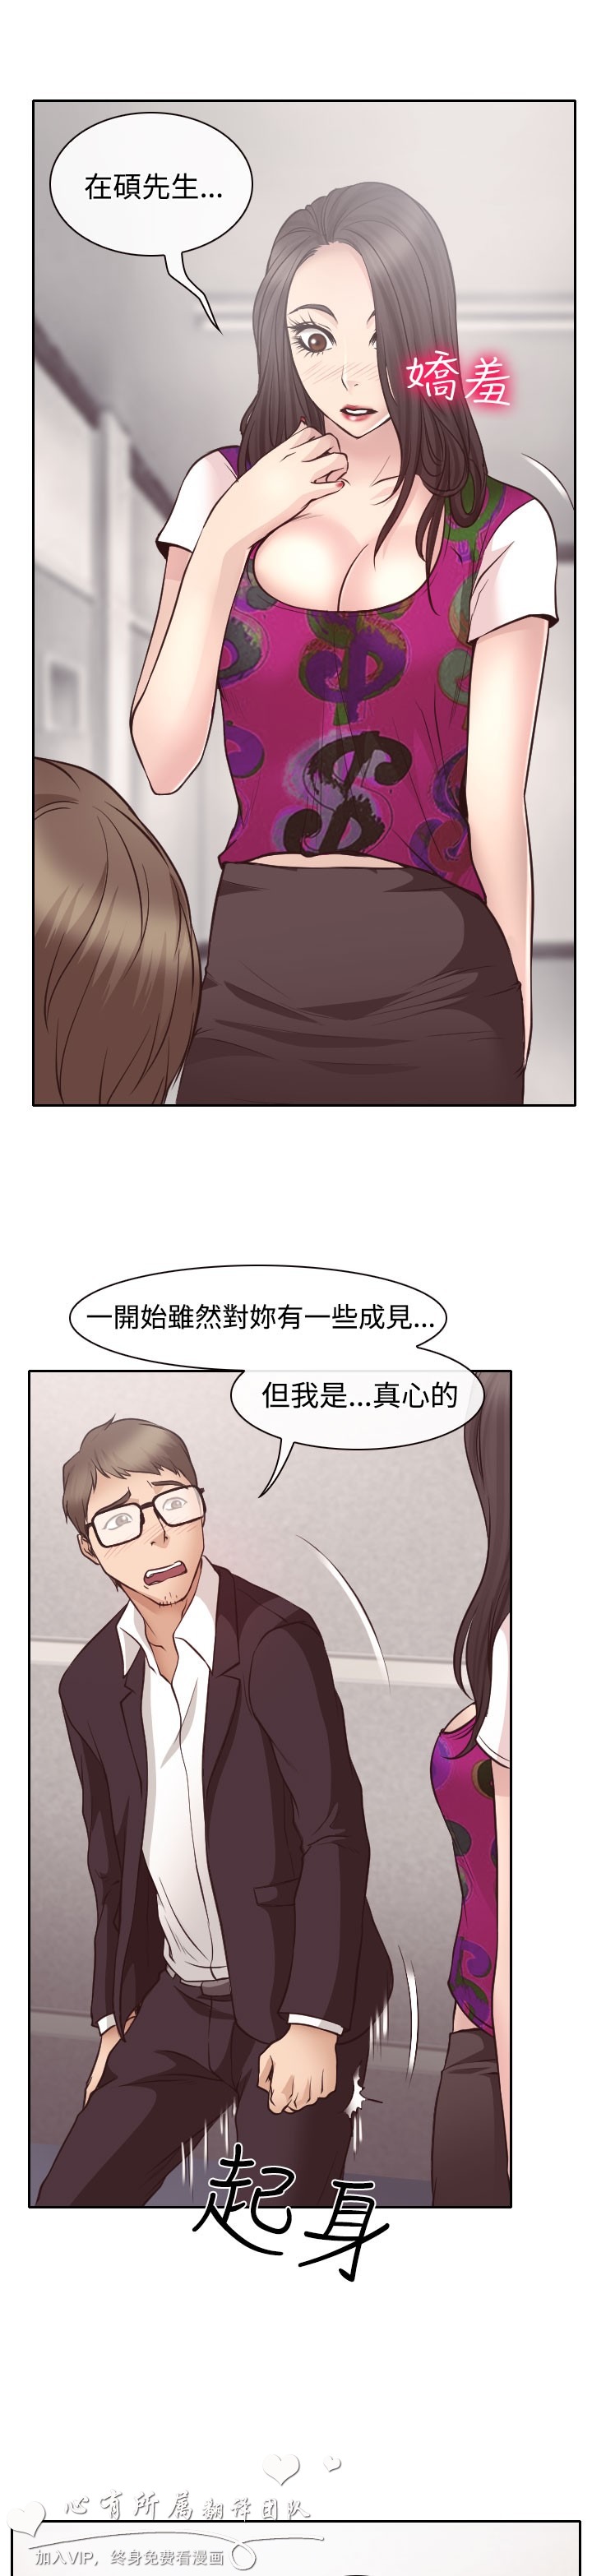 在碩先生...
嬌羞
一開始雖然對妳有一些成見...
但我是...真心的
起身
心有所属翻译团队
加入VIP，终身免费看漫画